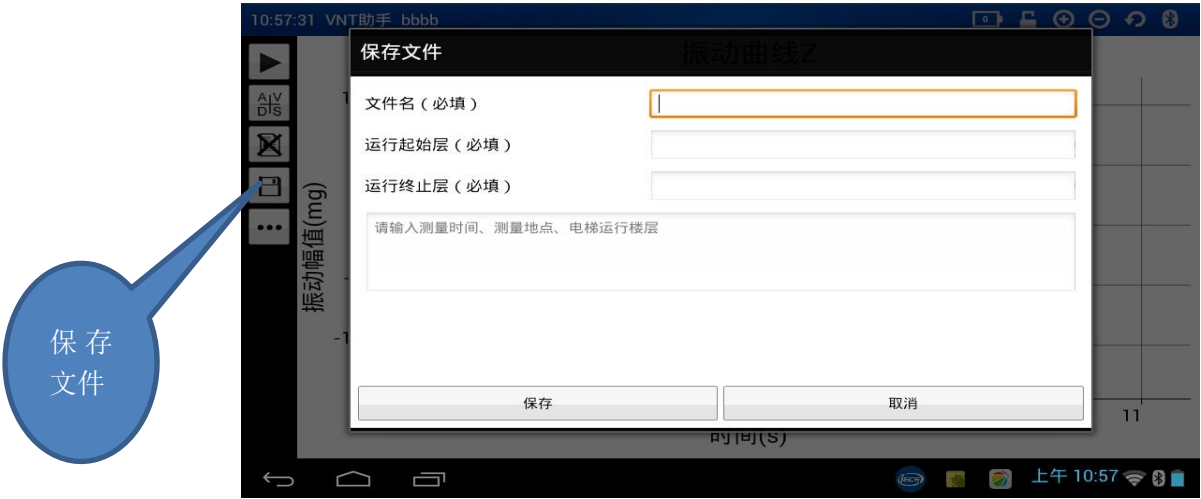 10:57:31 VNT助手 bbbb
0
保存文件
振动曲线Z
文件名（必填）
运行起始层（必填）
运行终止层（必填）
请输入测量时间、测量地点、电梯运行楼层
保存
取消
A V
D S
振动幅值(mg)
1
-
-1
11
时间(s)
保存
文件
上午 10:57